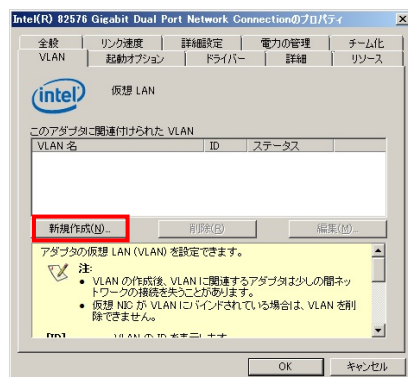 Intel(R) 82576 Gigabit Dual Port Network Connectionのプロパティ
全般 リンク速度 詳細設定 電力の管理 チーム化
VLAN 起動オプション ドライバー 詳細 リソース
intel 仮想 LAN
このアダプタに関連付けられた VLAN
VLAN 名 ID ステータス
新規作成(N)... 削除(R) 編集(M)...
アダプタの仮想 LAN (VLAN) を設定できます。
注:
• VLAN の作成後、VLAN に関連するアダプタは少しの間ネッ
トワークの接続を失うことがあります。
• 仮想 NIC が VLAN にバインドされている場合は、VLAN を削
除できません。
OK キャンセル